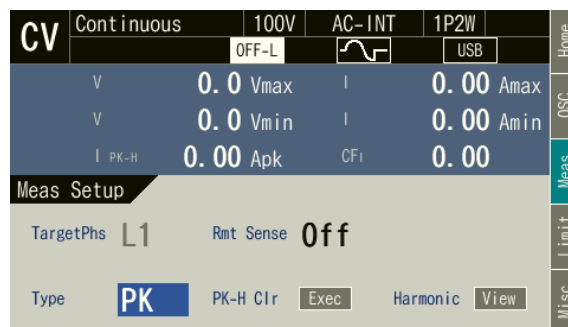 CV Continuous 100V AC-INT 1P2W
OFF-L USB
V 0.0 Vmax I 0.00 Amax
V 0.0 Vmin I 0.00 Amin
I PK-H 0.00 Apk CFI 0.00
Meas Setup
TargetPhs L1 Rmt Sense Off
Type PK PK-H Clr Exec Harmonic View
Home
OSC
Meas
Limit
Misc